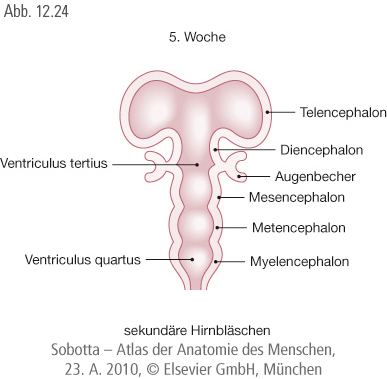 Abb. 12.24
5. Woche
Telencephalon
Diencephalon
Ventriculus tertius
Augenbecher
Mesencephalon
Metencephalon
Ventriculus quartus
Myelencephalon
sekundäre Hirnbläschen
Sobotta – Atlas der Anatomie des Menschen,
23. A. 2010, © Elsevier GmbH, München